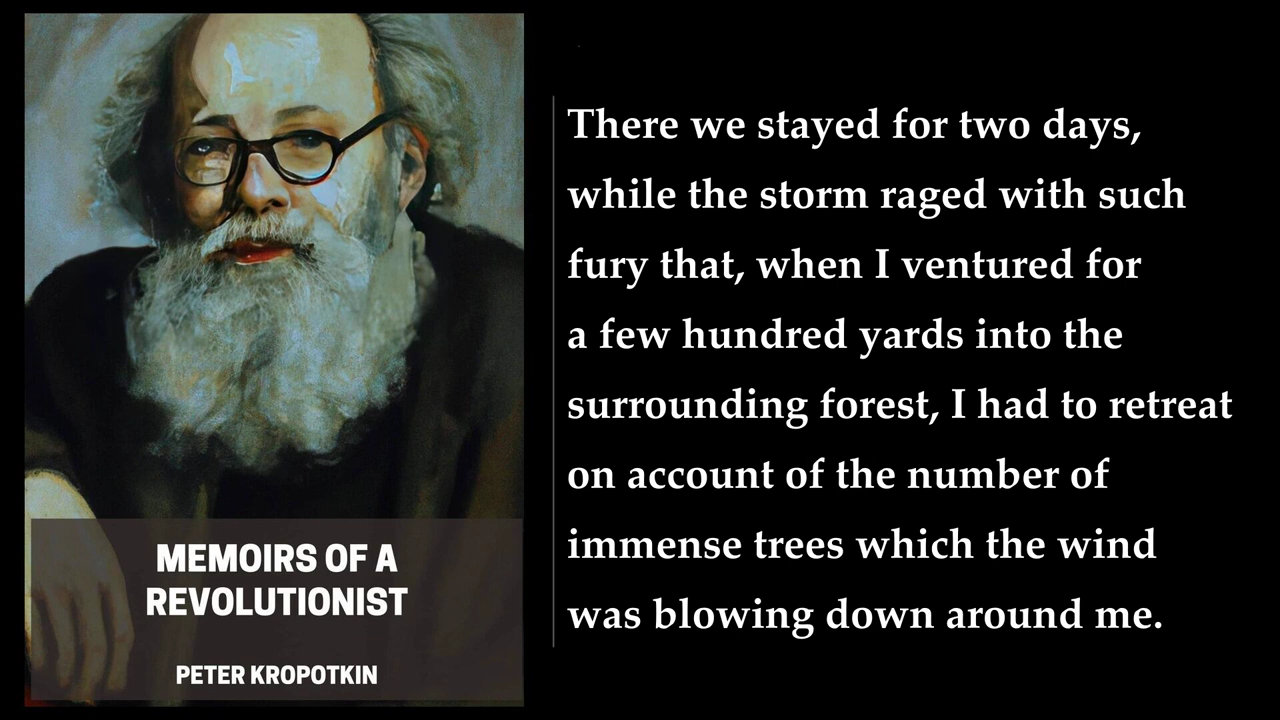 MEMOIRS OF A
REVOLUTIONIST
PETER KROPOTKIN
There we stayed for two days,
while the storm raged with such
fury that, when I ventured for
a few hundred yards into the
surrounding forest, I had to retreat
on account of the number of
immense trees which the wind
was blowing down around me.